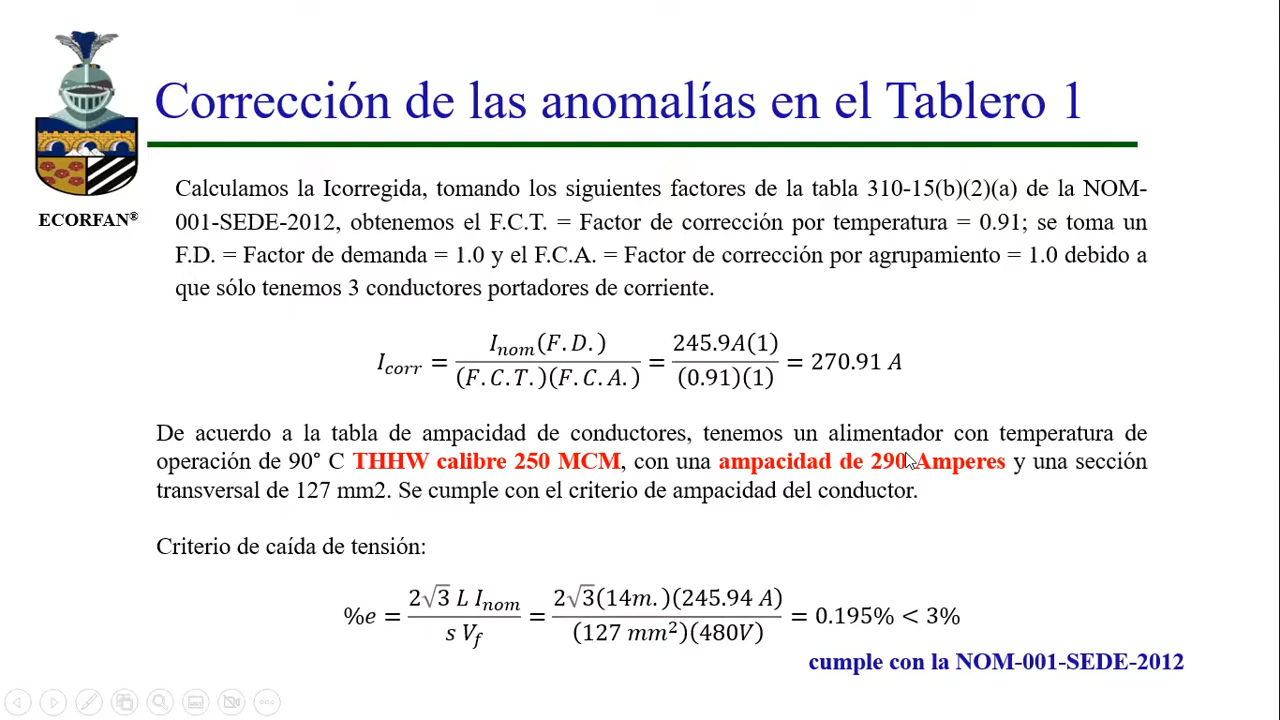 Corrección de las anomalías en el Tablero 1
ECORFAN®
Calculamos la Icorregida, tomando los siguientes factores de la tabla 310-15(b)(2)(a) de la NOM-
001-SEDE-2012, obtenemos el F.C.T. = Factor de corrección por temperatura = 0.91; se toma un
F.D. = Factor de demanda = 1.0 y el F.C.A. = Factor de corrección por agrupamiento = 1.0 debido a
que sólo tenemos 3 conductores portadores de corriente.
I_corr = I_nom(F.D.) / (F.C.T.)(F.C.A.) = 245.9A(1) / (0.91)(1) = 270.91 A
De acuerdo a la tabla de ampacidad de conductores, tenemos un alimentador con temperatura de
operación de 90° C THHW calibre 250 MCM, con una ampacidad de 290 Amperes y una sección
transversal de 127 mm2. Se cumple con el criterio de ampacidad del conductor.
Criterio de caída de tensión:
%e = 2√3 L I_nom / s V_f = 2√3(14m.)(245.94 A) / (127 mm²)(480V) = 0.195% < 3%
cumple con la NOM-001-SEDE-2012